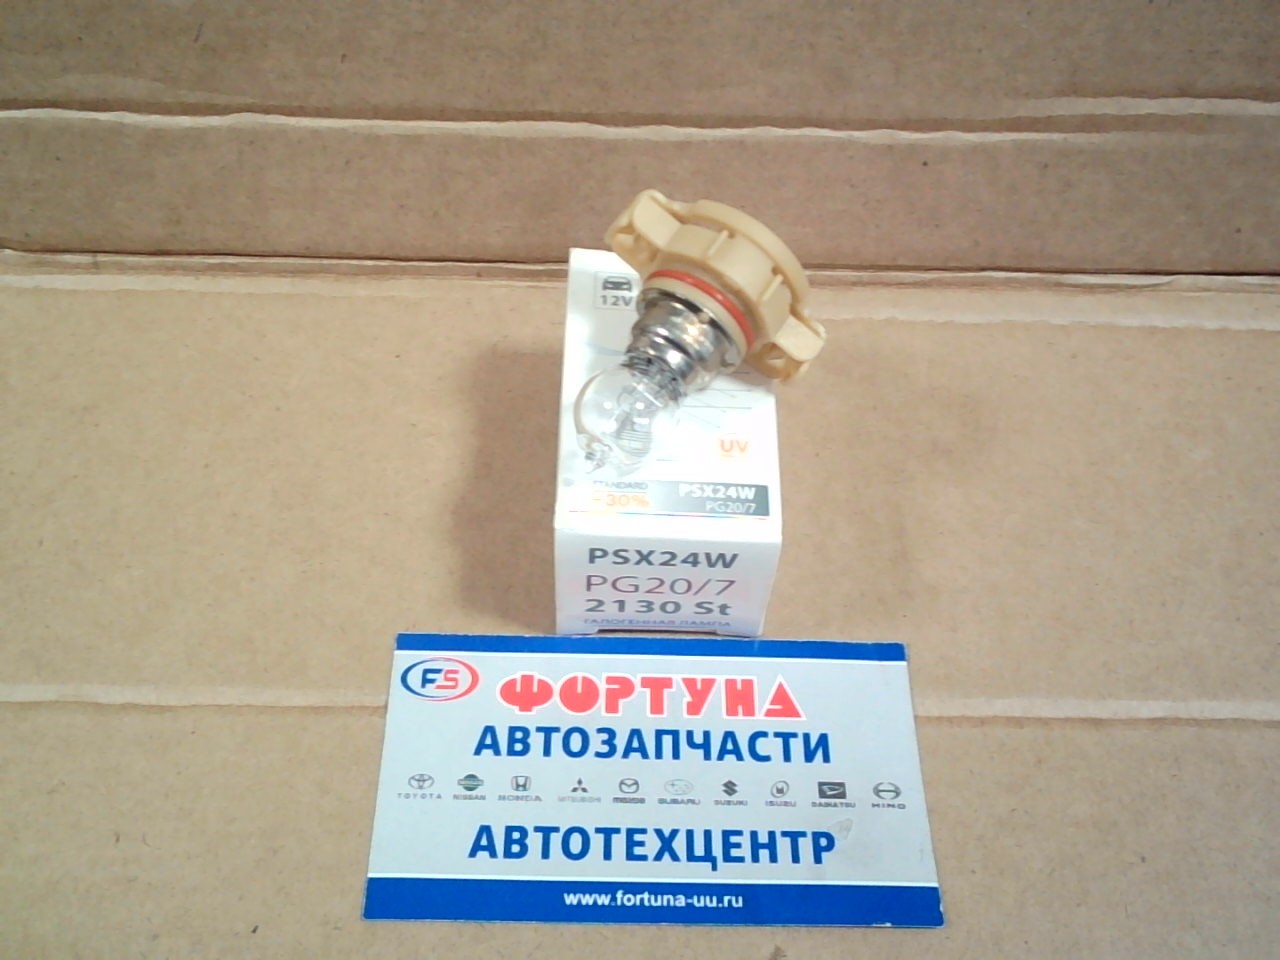 12V
UV
STANDARD
-30%
PSX24W
PG20/7
PSX24W
PG20/7
2130 St
ГАЛОГЕННАЯ ЛАМПА
FS
ФОРТУНА
АВТОЗАПЧАСТИ
TOYOTA NISSAN HONDA MITSUBISHI mazda SUBARU SUZUKI ISUZU DAIHATSU HINO
АВТОТЕХЦЕНТР
www.fortuna-uu.ru